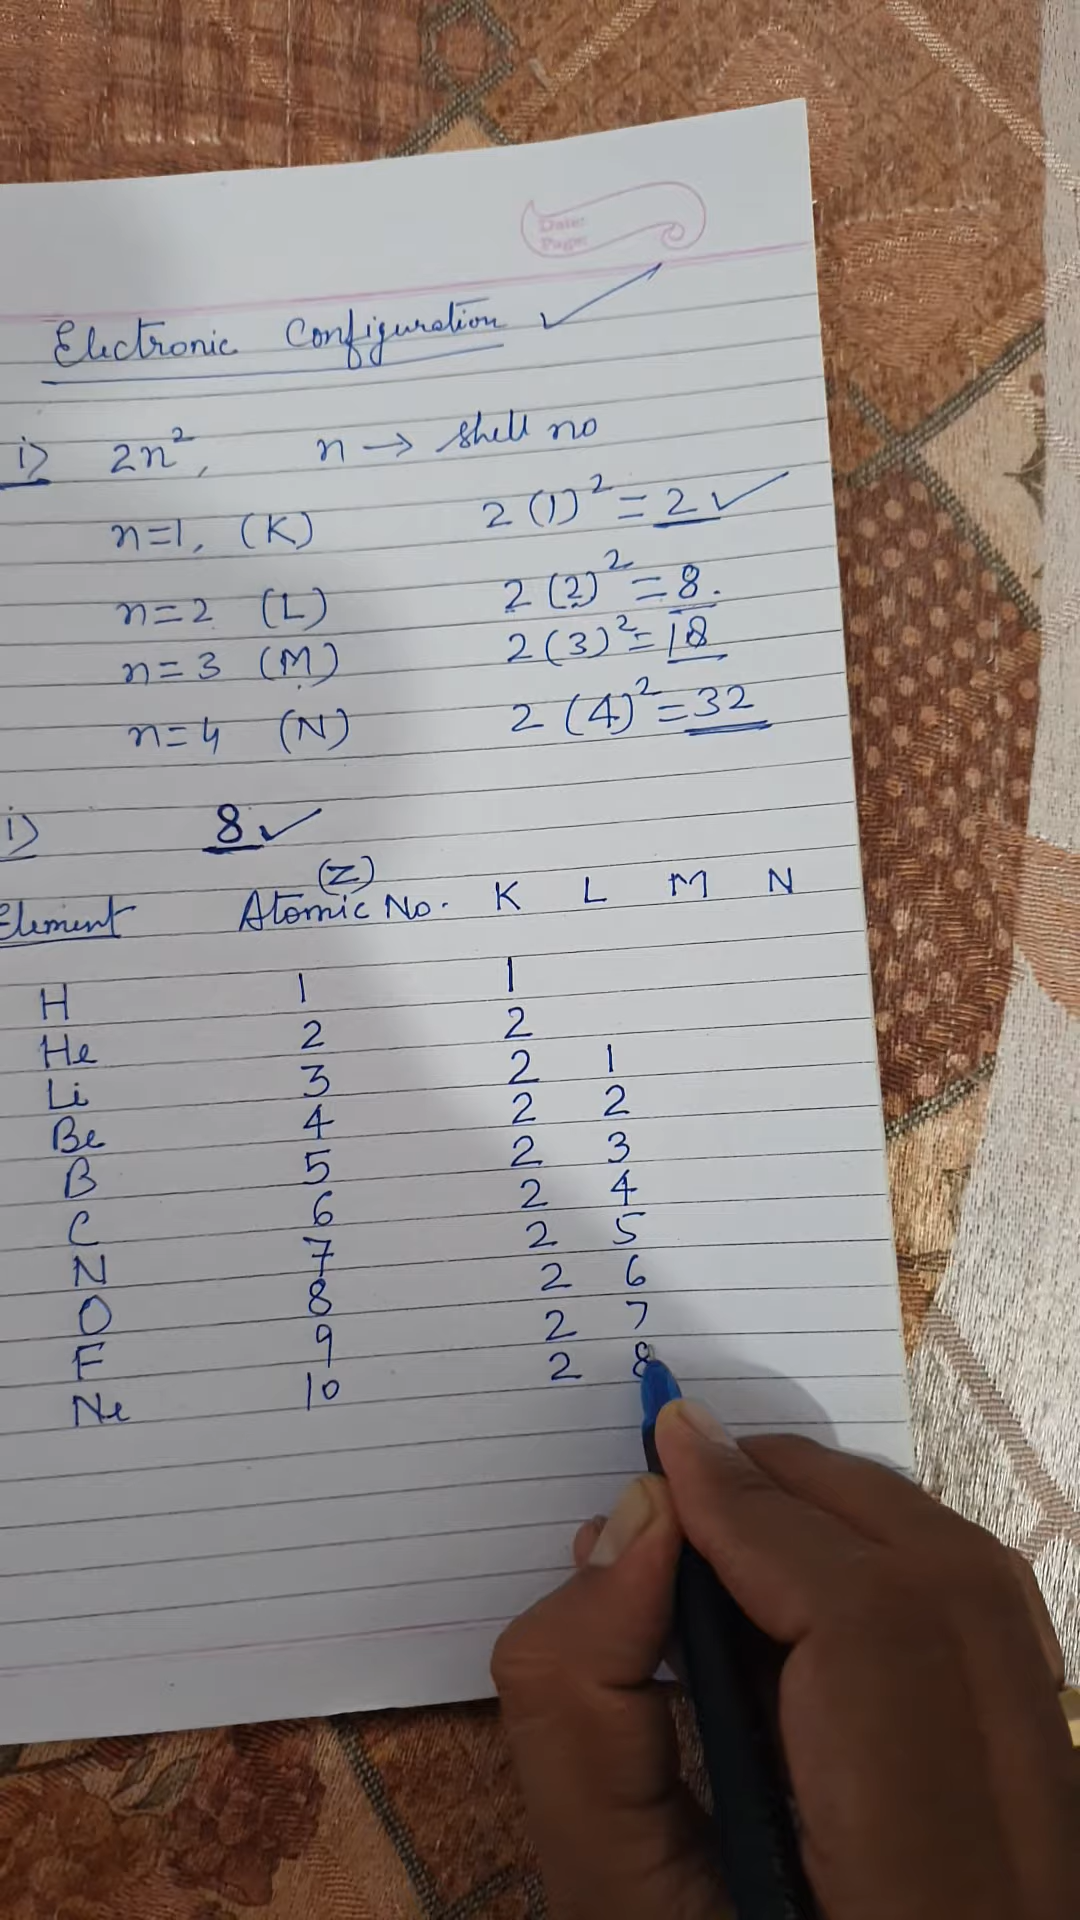 Date:
Page:
Electronic Configuration ✓
i) 2n², n → shell no
n=1, (K) 2(1)² = 2 ✓
n=2 (L) 2(2)² = 8.
n=3 (M) 2(3)² = 18
n=4 (N) 2(4)² = 32
i) 8 ✓
(Z)
Element Atomic No. K L M N
H 1 1
He 2 2
Li 3 2 1
Be 4 2 2
B 5 2 3
C 6 2 4
N 7 2 5
O 8 2 6
F 9 2 7
Ne 10 2 8